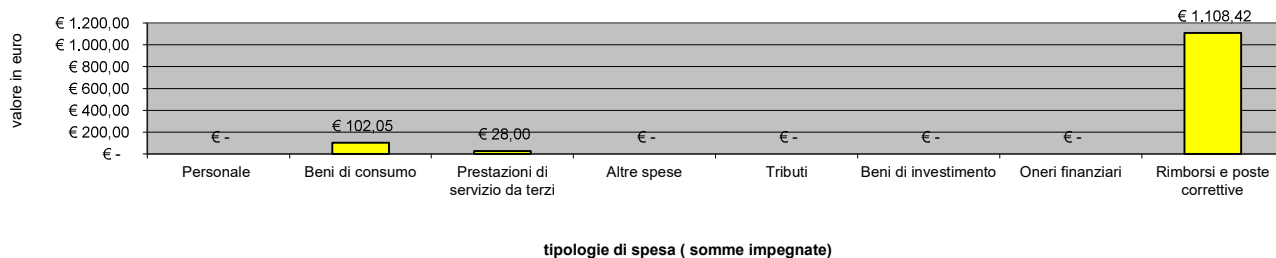 valore in euro
€ 1.200,00
€ 1.000,00
€ 800,00
€ 600,00
€ 400,00
€ 200,00
€ -
€ -
€ 102,05
€ 28,00
€ -
€ -
€ -
€ -
€ 1.108,42
Personale
Beni di consumo
Prestazioni di
servizio da terzi
Altre spese
Tributi
Beni di investimento
Oneri finanziari
Rimborsi e poste
correttive
tipologie di spesa ( somme impegnate)